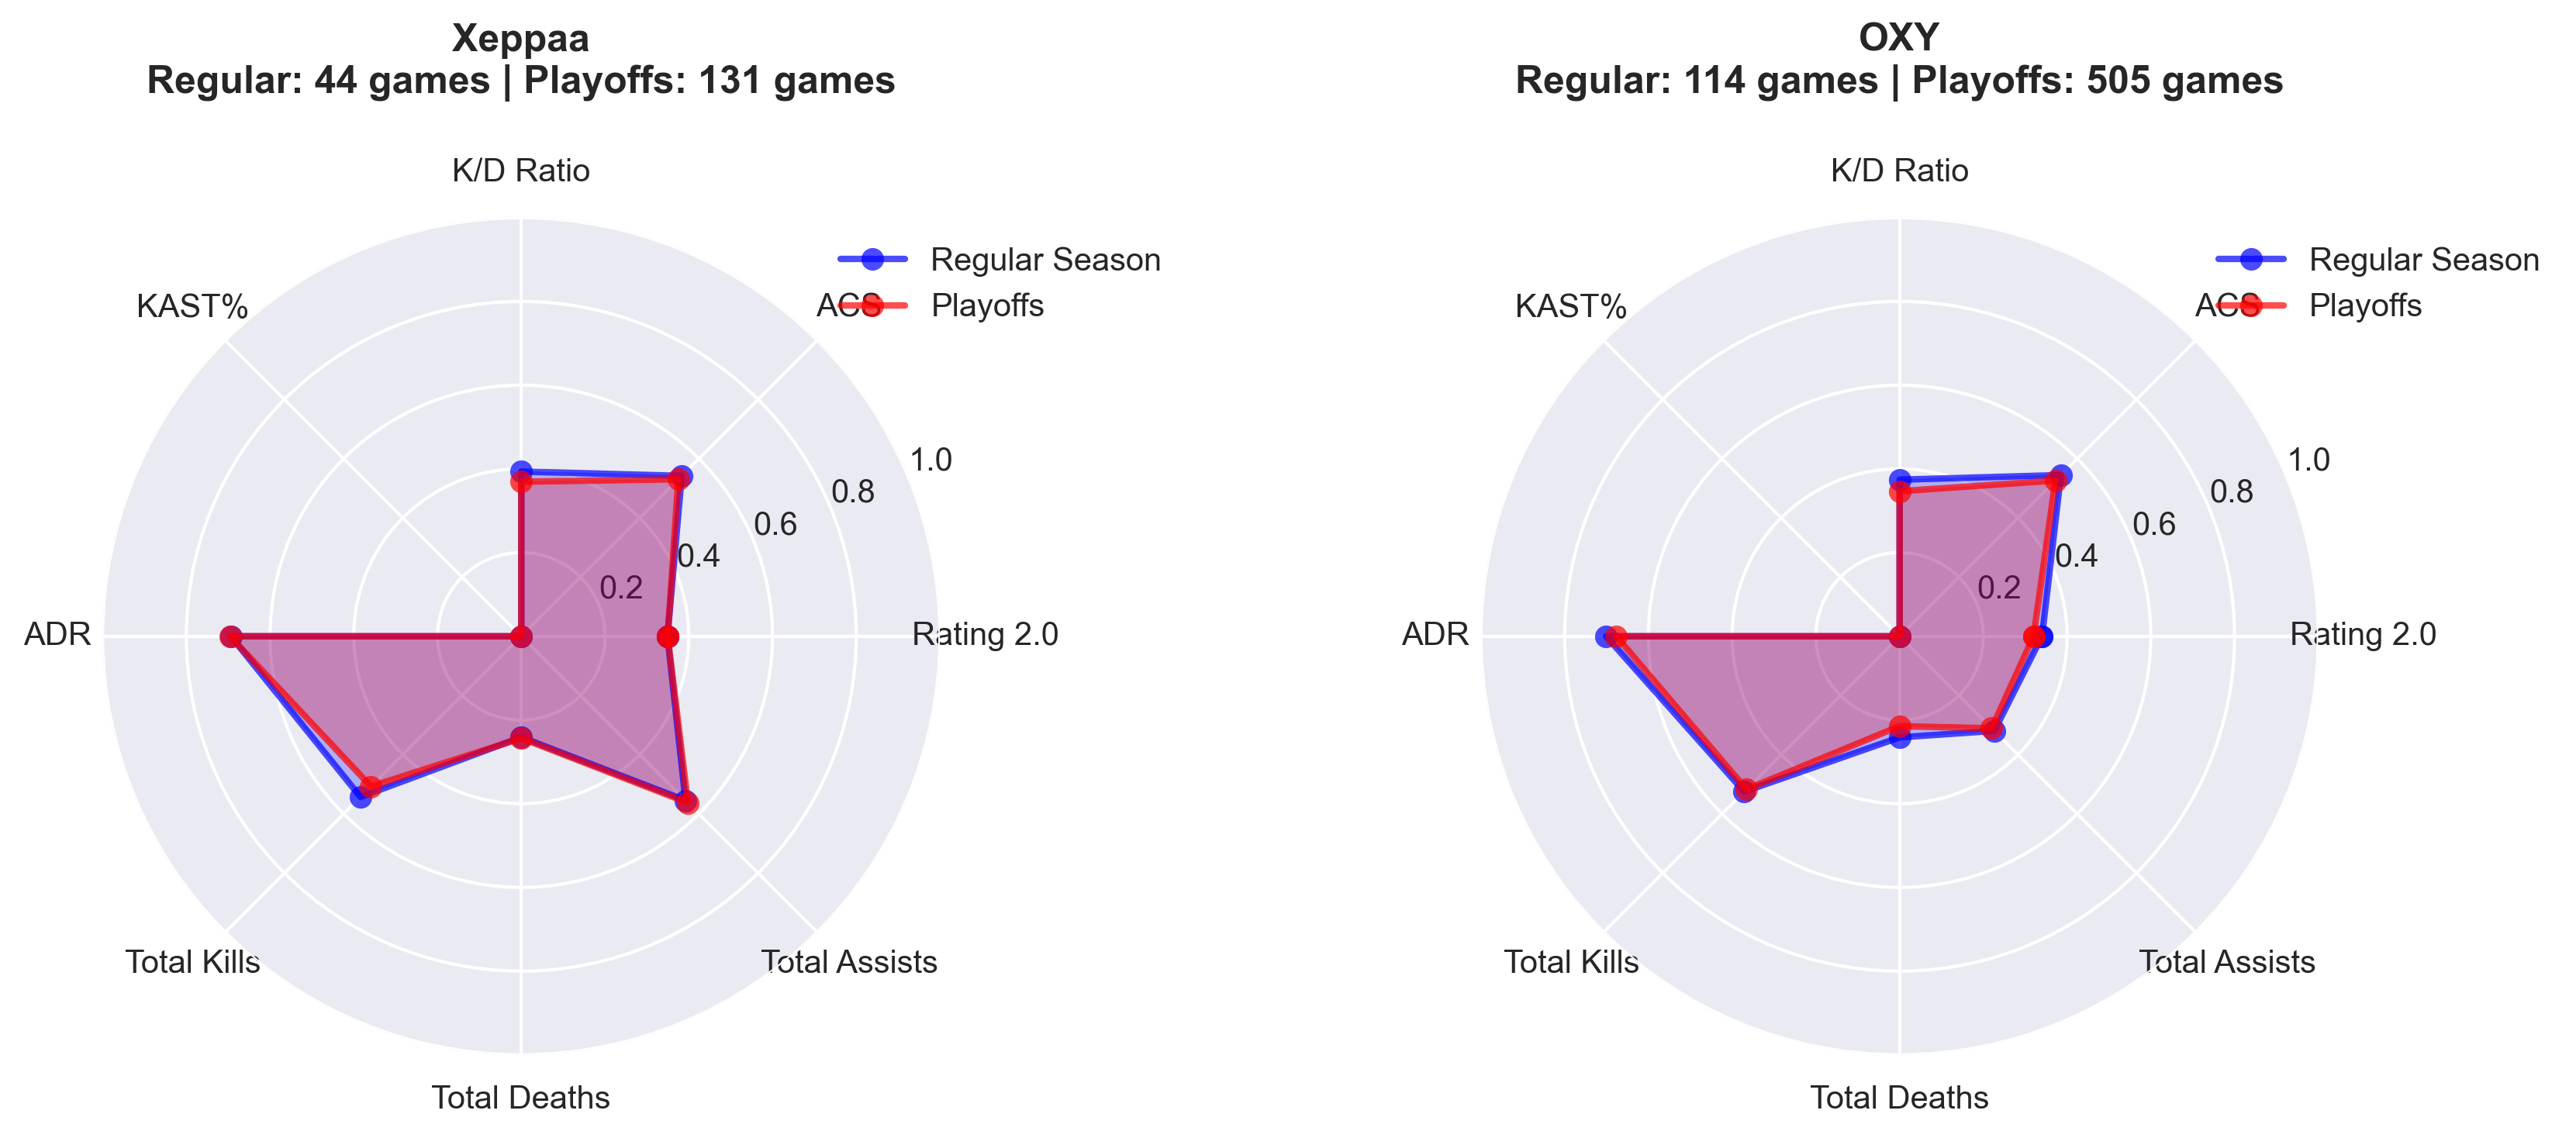 Xeppaa
Regular: 44 games | Playoffs: 131 games
K/D Ratio
Regular Season
Playoffs
ACS
KAST%
1.0
0.8
0.6
0.4
0.2
ADR
Rating 2.0
Total Kills
Total Assists
Total Deaths
OXY
Regular: 114 games | Playoffs: 505 games
K/D Ratio
Regular Season
Playoffs
ACS
KAST%
1.0
0.8
0.6
0.4
0.2
ADR
Rating 2.0
Total Kills
Total Assists
Total Deaths